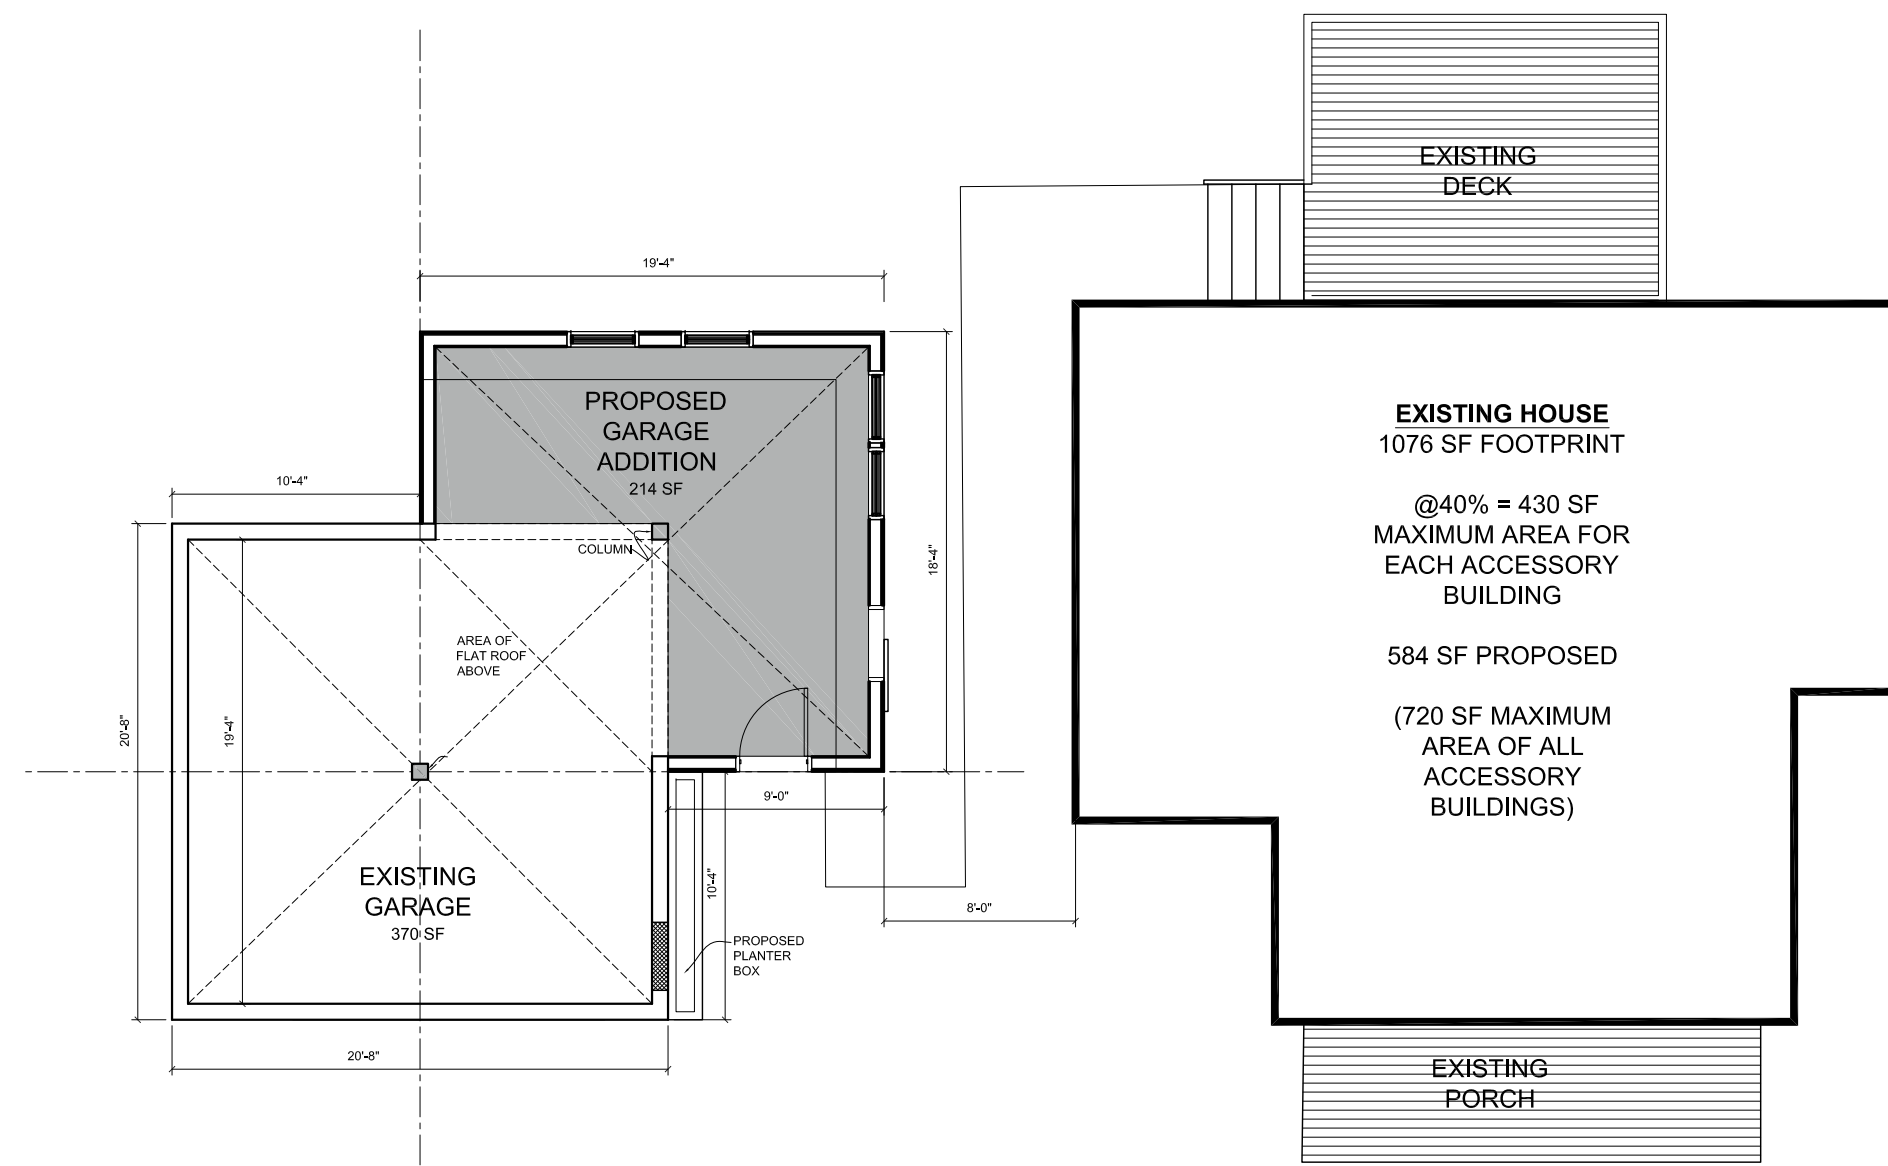 EXISTING
DECK
19'-4"
PROPOSED
GARAGE
ADDITION
214 SF
10'-4"
COLUMN
18'-4"
AREA OF
FLAT ROOF
ABOVE
20'-8"
19'-4"
9'-0"
10'-4"
EXISTING
GARAGE
370 SF
8'-0"
PROPOSED
PLANTER
BOX
20'-8"
EXISTING HOUSE
1076 SF FOOTPRINT
@40% = 430 SF
MAXIMUM AREA FOR
EACH ACCESSORY
BUILDING
584 SF PROPOSED
(720 SF MAXIMUM
AREA OF ALL
ACCESSORY
BUILDINGS)
EXISTING
PORCH